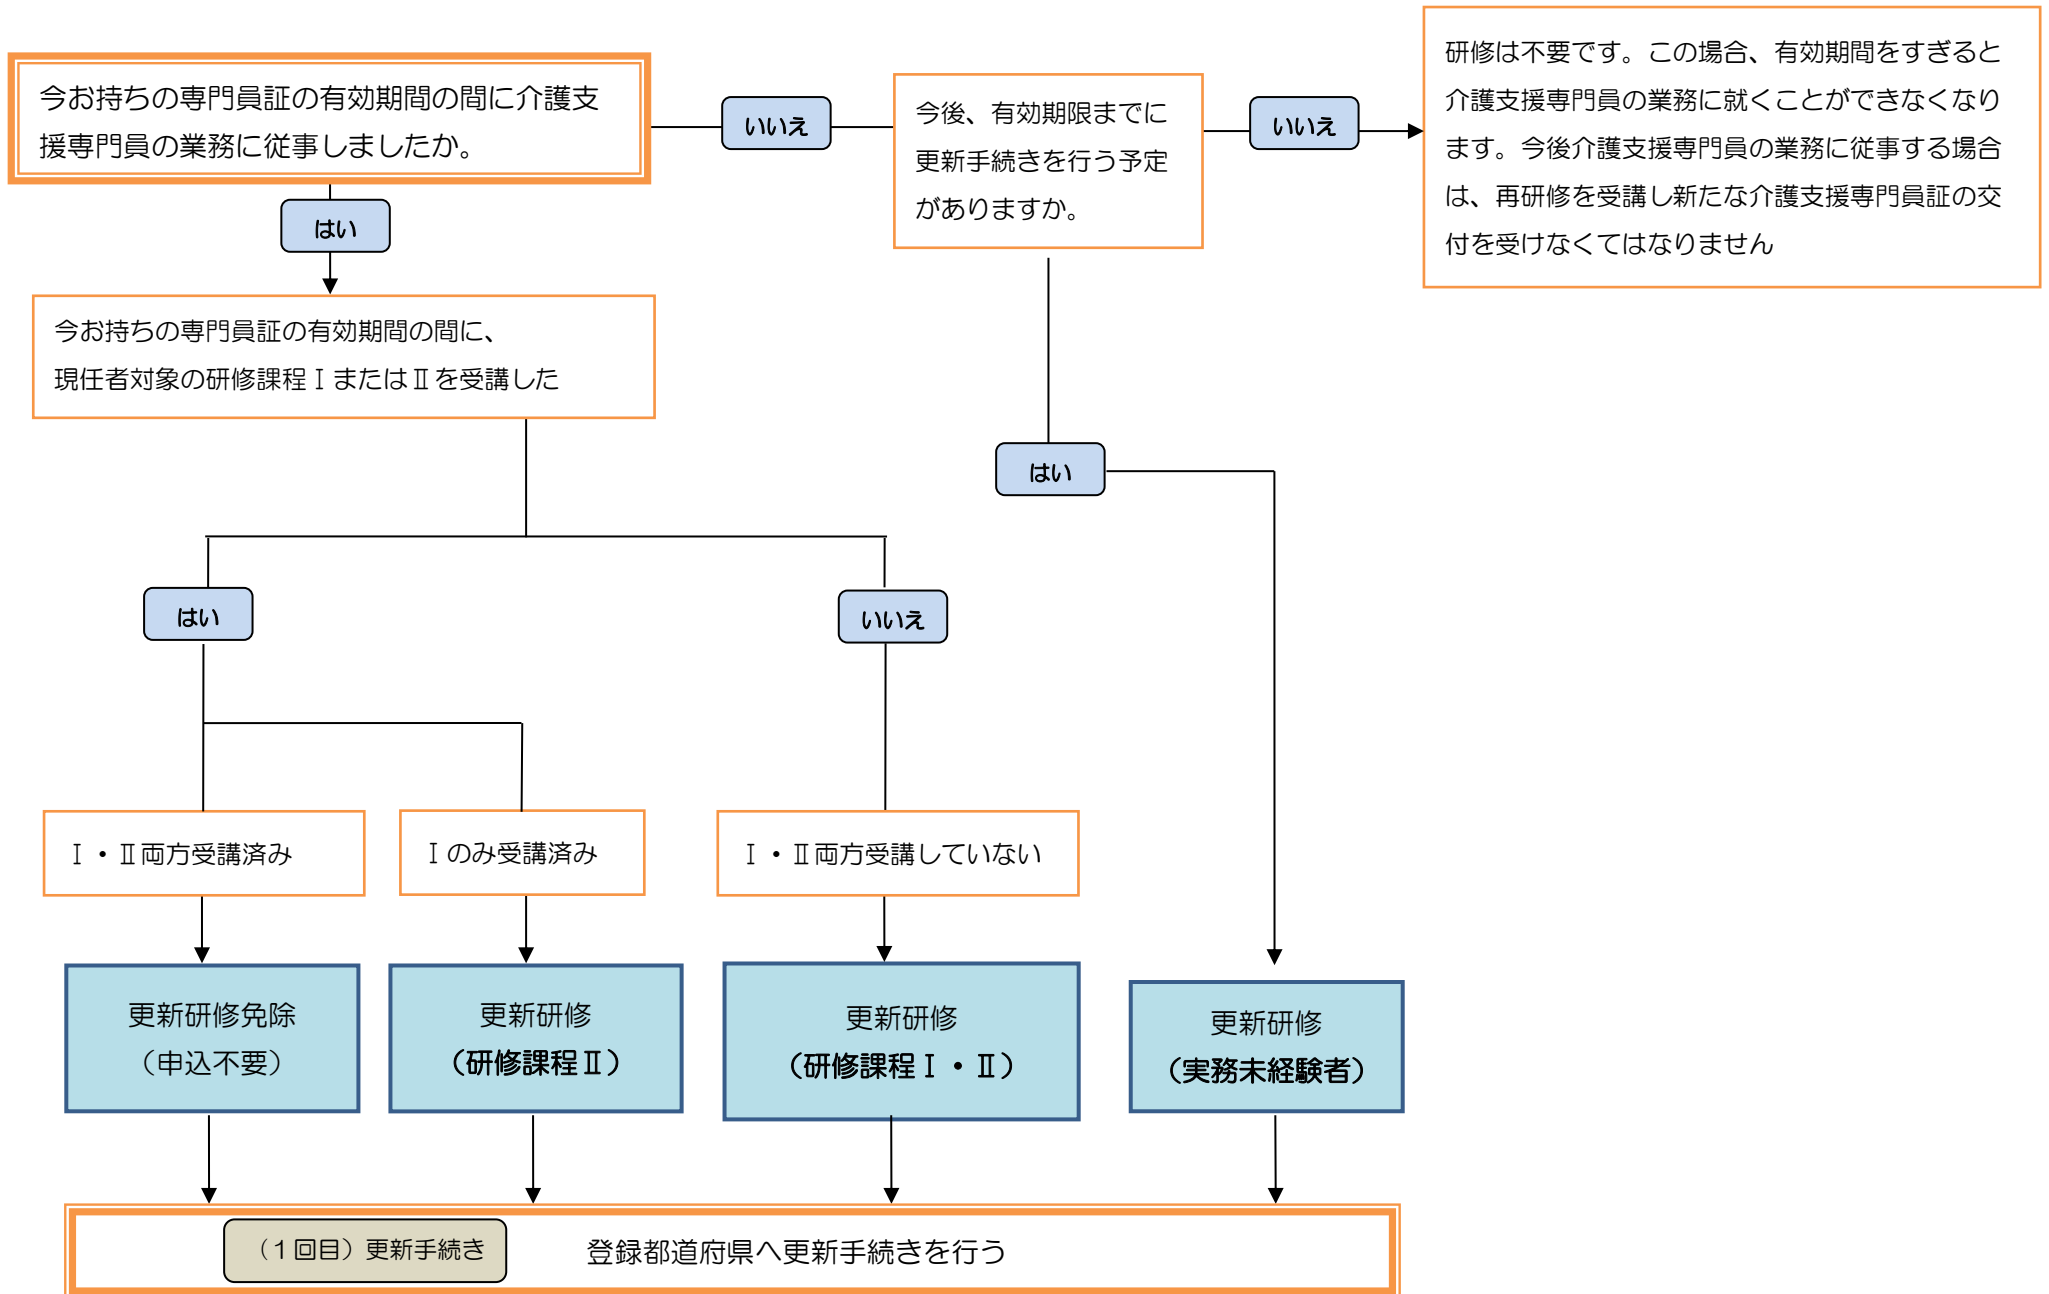 今お持ちの専門員証の有効期間の間に介護支
援専門員の業務に従事しましたか。
いいえ
今後、有効期限までに
更新手続きを行う予定
がありますか。
いいえ
研修は不要です。この場合、有効期間をすぎると
介護支援専門員の業務に就くことができなくなり
ます。今後介護支援専門員の業務に従事する場合
は、再研修を受講し新たな介護支援専門員証の交
付を受けなくてはなりません
はい
今お持ちの専門員証の有効期間の間に、
現任者対象の研修課程ⅠまたはⅡを受講した
はい
はい
いいえ
Ⅰ・Ⅱ両方受講済み
Ⅰのみ受講済み
Ⅰ・Ⅱ両方受講していない
更新研修免除
（申込不要）
更新研修
（研修課程Ⅱ）
更新研修
（研修課程Ⅰ・Ⅱ）
更新研修
（実務未経験者）
（１回目）更新手続き
登録都道府県へ更新手続きを行う